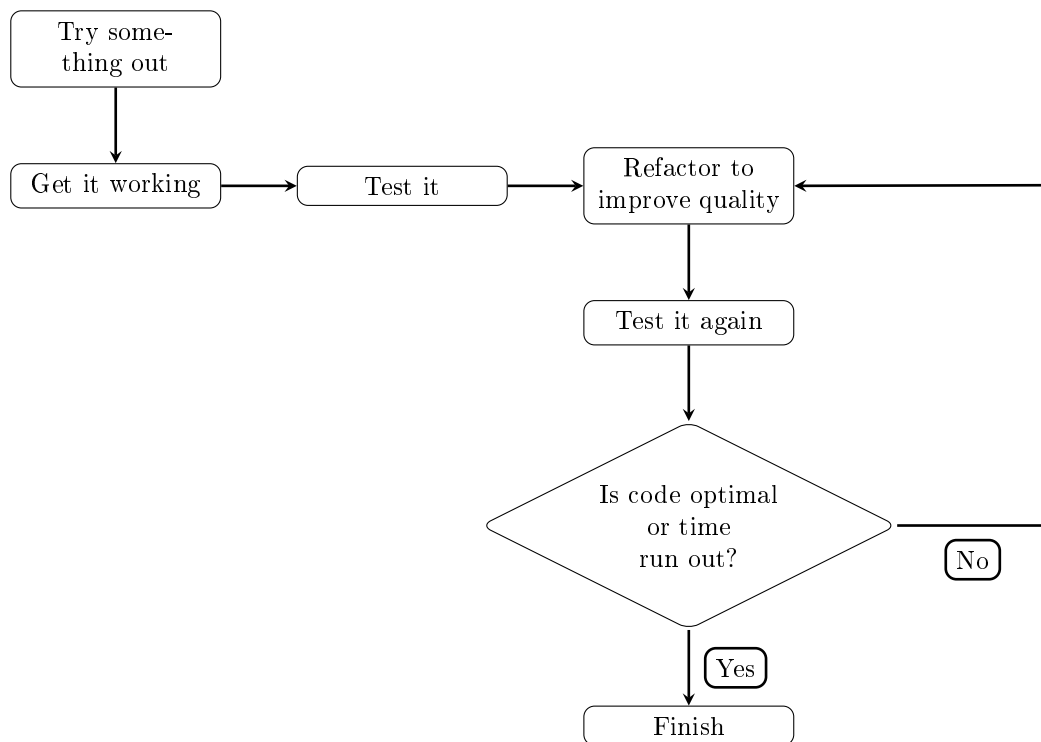 Try some-
thing out
Get it working
Test it
Refactor to
improve quality
Test it again
Is code optimal
or time
run out?
No
Yes
Finish